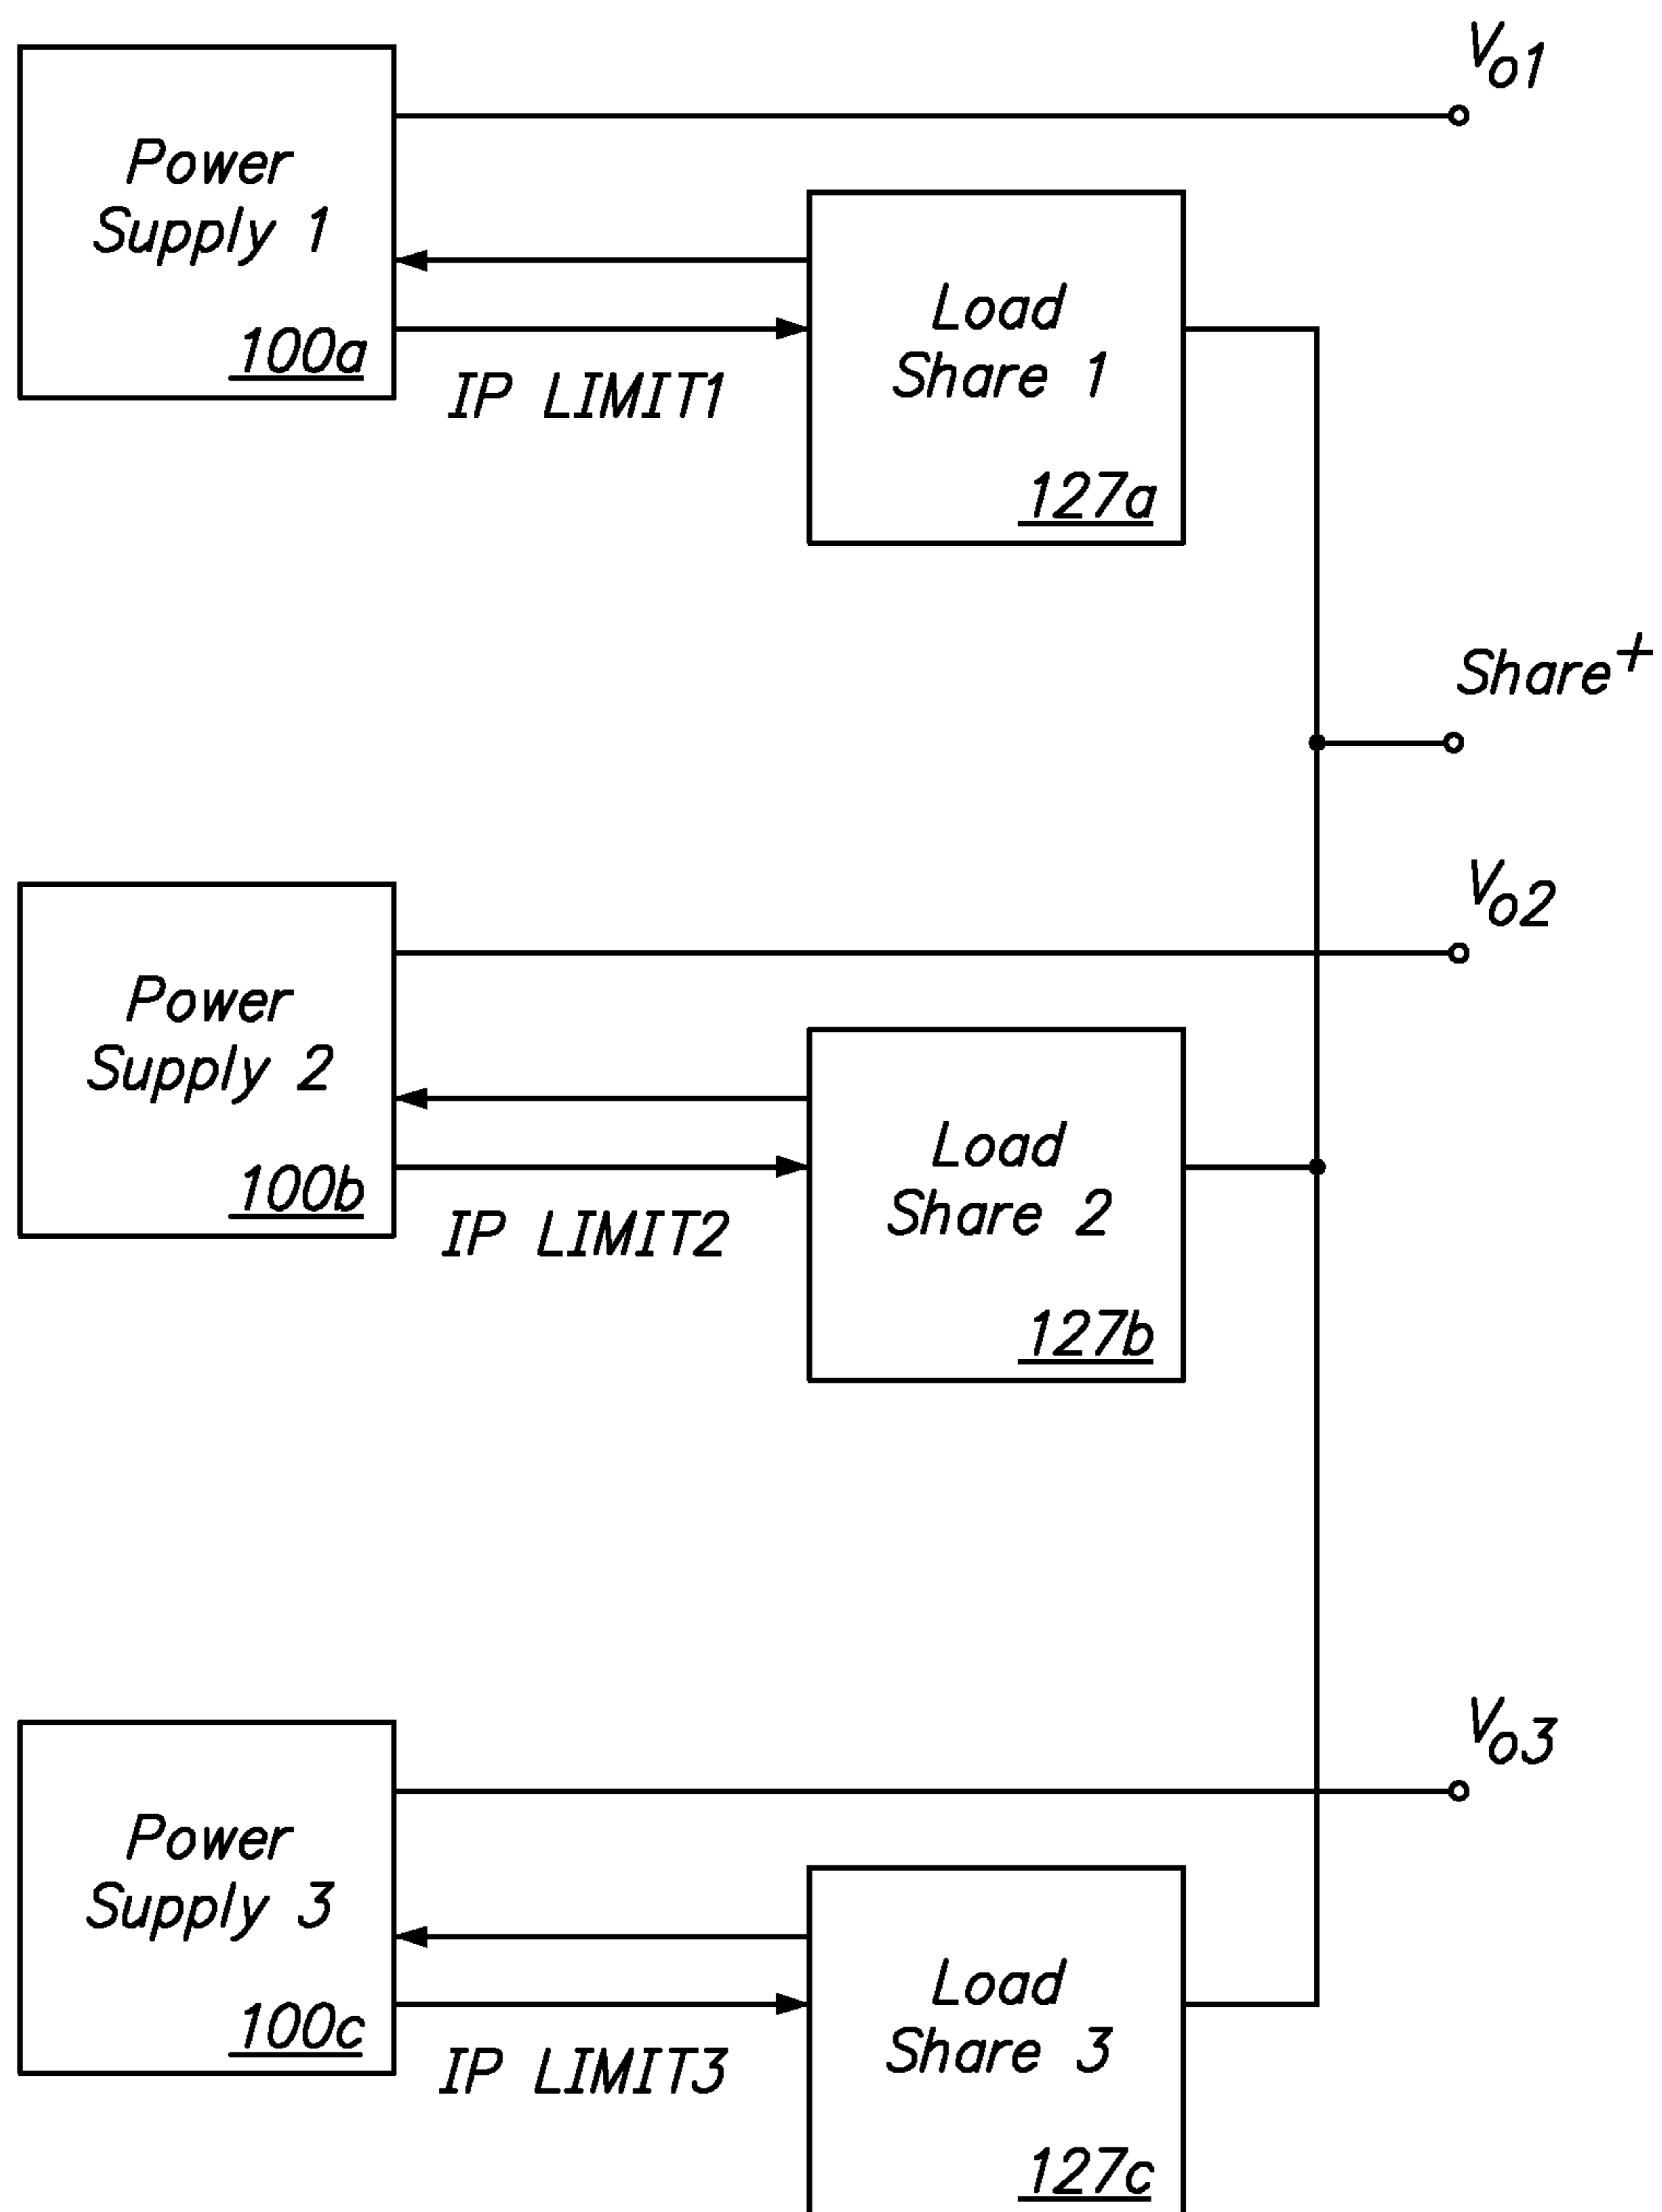 Vo1
Power
Supply 1
100a
IP LIMIT1
Load
Share 1
127a
Share+
Vo2
Power
Supply 2
100b
IP LIMIT2
Load
Share 2
127b
Vo3
Power
Supply 3
100c
IP LIMIT3
Load
Share 3
127c